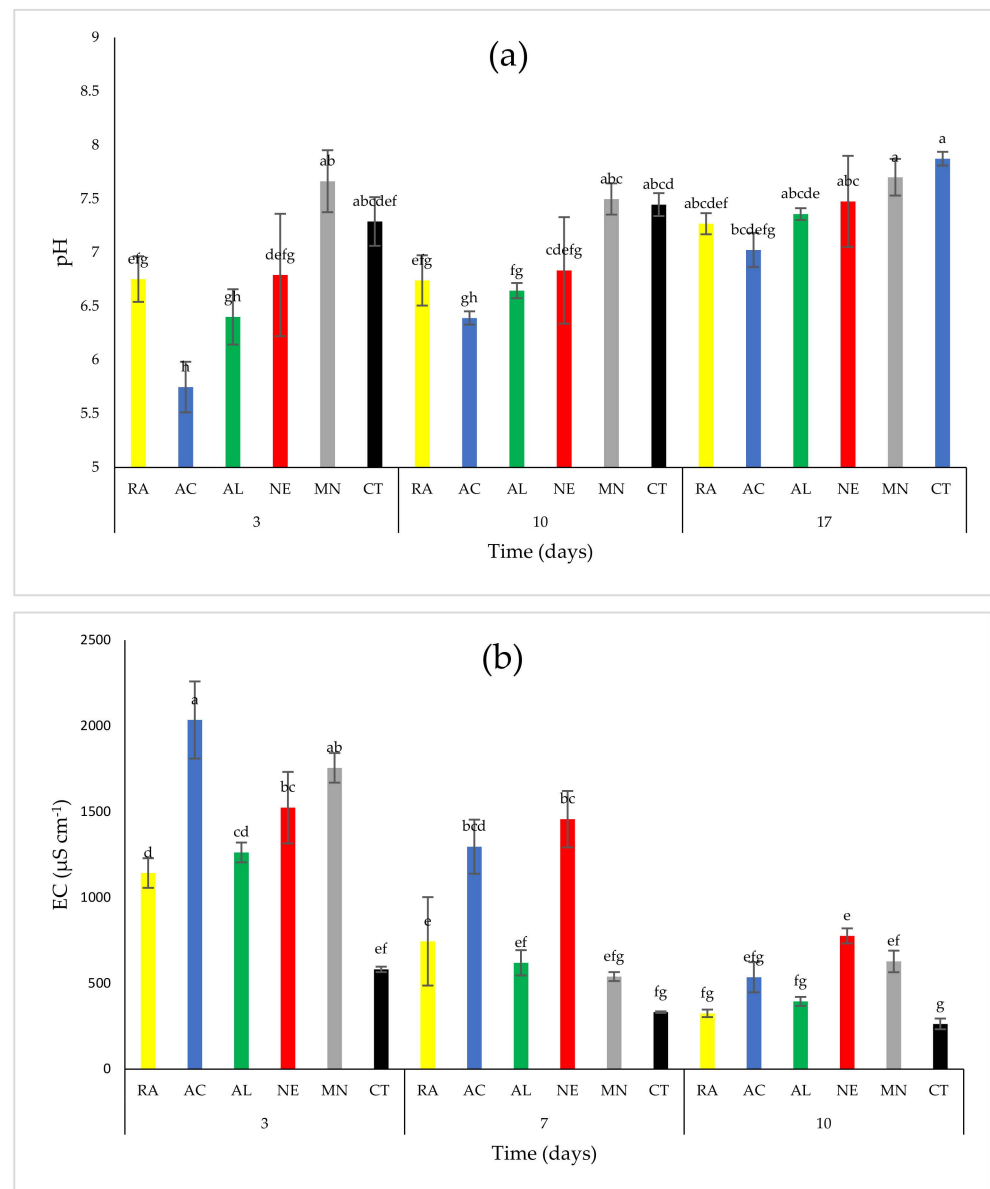 (a)
9
8.5
8
7.5
7
6.5
6
5.5
5
pH
efg h gh defg ab abcdef
efg gh fg cdefg abc abcd
abcdef bcdefg abcde abc a a
RA AC AL NE MN CT RA AC AL NE MN CT RA AC AL NE MN CT
3 10 17
Time (days)
(b)
2500
2000
1500
1000
500
0
EC (µS cm-1)
d a cd bc ab ef
e bcd ef bc efg fg
fg efg fg e ef g
RA AC AL NE MN CT RA AC AL NE MN CT RA AC AL NE MN CT
3 7 10
Time (days)